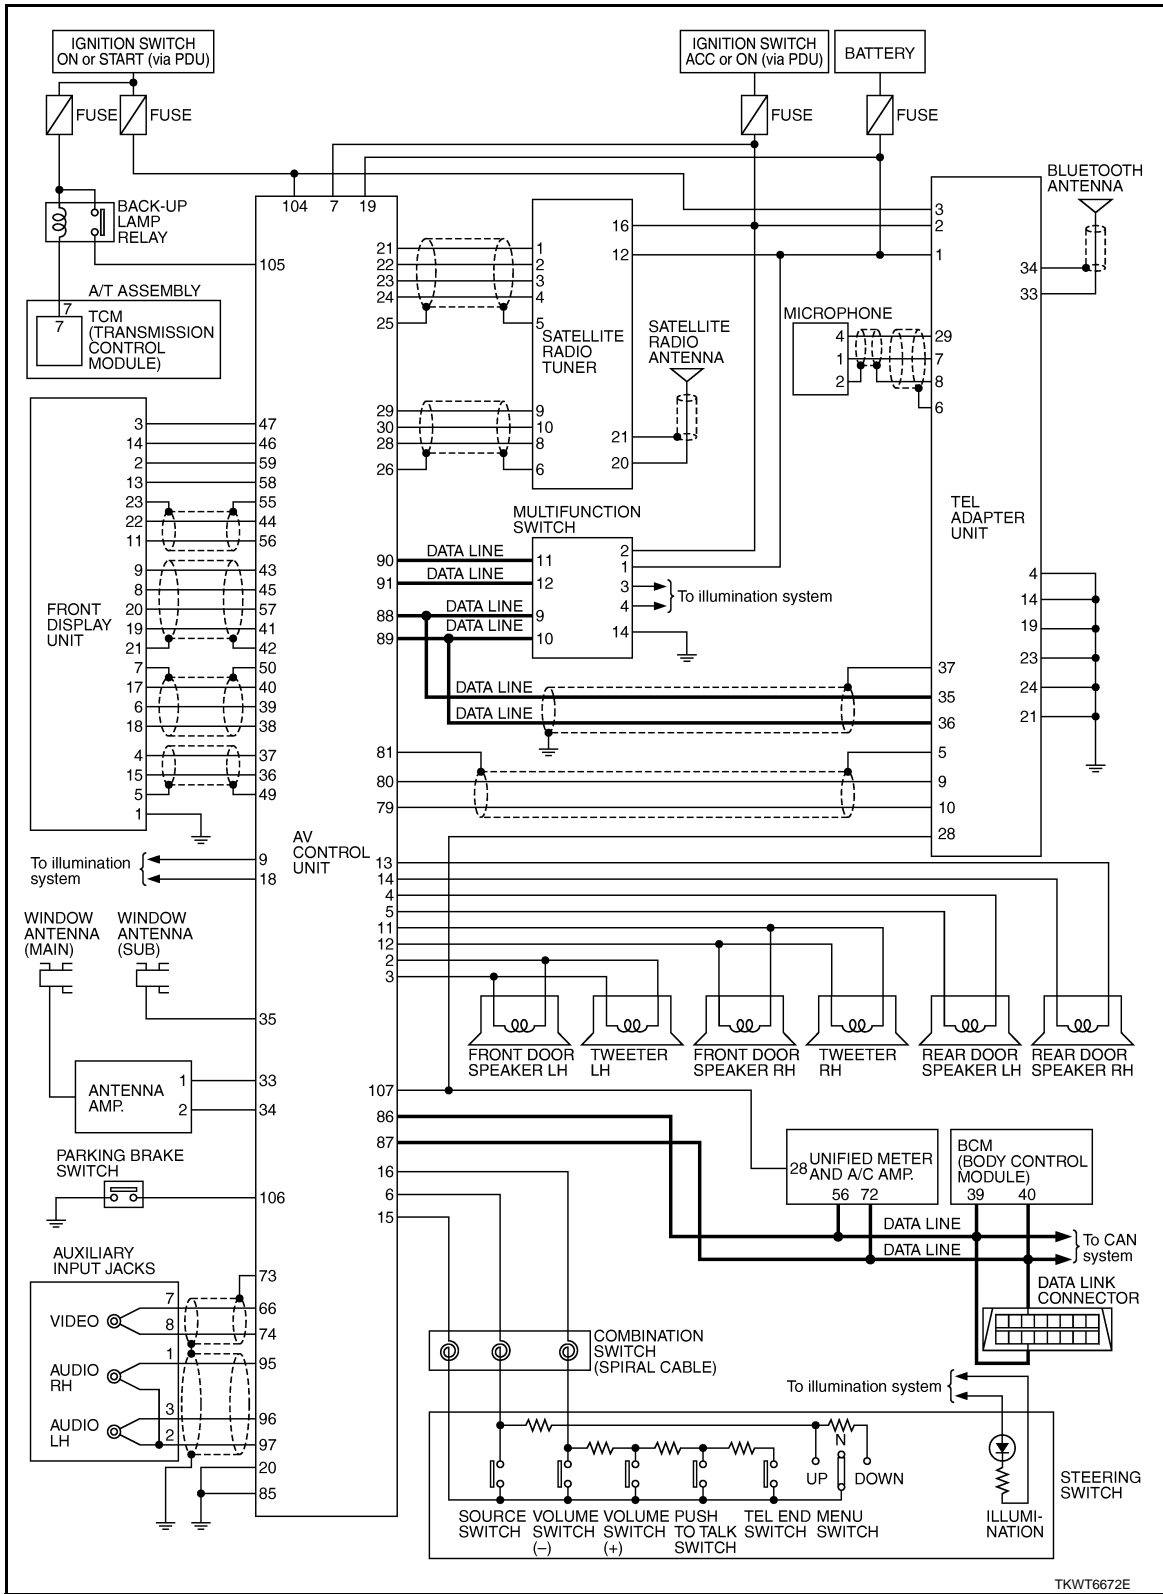 IGNITION SWITCH
ON or START (via PDU)
IGNITION SWITCH
ACC or ON (via PDU)
BATTERY
FUSE
FUSE
FUSE
FUSE
BACK-UP
LAMP
RELAY
104 7 19
105
A/T ASSEMBLY
7
7
TCM
(TRANSMISSION
CONTROL
MODULE)
21
22
23
24
25
1
2
3
4
5
16
12
SATELLITE
RADIO
TUNER
29
30
28
26
9
10
8
6
21
20
SATELLITE
RADIO
ANTENNA
BLUETOOTH
ANTENNA
3
2
1
34
33
MICROPHONE
4
1
2
29
7
8
6
TEL
ADAPTER
UNIT
4
14
19
23
24
21
37
35
36
5
9
10
28
FRONT
DISPLAY
UNIT
3 47
14 46
2 59
13 58
23 55
22 44
11 56
9 43
8 45
20 57
19 41
21 42
7 50
17 40
6 39
18 38
4 37
15 36
5 49
1
MULTIFUNCTION
SWITCH
90 DATA LINE 11
91 DATA LINE 12
88 DATA LINE 9
89 DATA LINE 10
2
1
3
4
14
To illumination system
DATA LINE
DATA LINE
81
80
79
AV
CONTROL
UNIT
To illumination
system
9
18
13
14
4
5
11
12
2
3
WINDOW
ANTENNA
(MAIN)
WINDOW
ANTENNA
(SUB)
35
ANTENNA
AMP.
1 33
2 34
FRONT DOOR
SPEAKER LH
TWEETER
LH
FRONT DOOR
SPEAKER RH
TWEETER
RH
REAR DOOR
SPEAKER LH
REAR DOOR
SPEAKER RH
107
86
87
16
6
15
PARKING BRAKE
SWITCH
106
28 UNIFIED METER
AND A/C AMP.
56 72
BCM
(BODY CONTROL
MODULE)
39 40
DATA LINE
DATA LINE
To CAN
system
DATA LINK
CONNECTOR
AUXILIARY
INPUT JACKS
VIDEO
AUDIO
RH
AUDIO
LH
7
8
1
3
2
73
66
74
95
96
97
20
85
COMBINATION
SWITCH
(SPIRAL CABLE)
To illumination system
N
UP
DOWN
SOURCE
SWITCH
VOLUME
SWITCH
(–)
VOLUME
SWITCH
(+)
PUSH
TO TALK
SWITCH
TEL END
SWITCH
MENU
SWITCH
ILLUMI-
NATION
STEERING
SWITCH
TKWT6672E